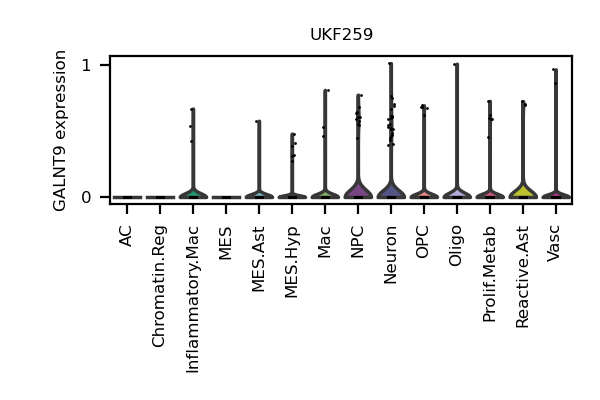 UKF259
GALNT9 expression
1
0
AC
Chromatin.Reg
Inflammatory.Mac
MES
MES.Ast
MES.Hyp
Mac
NPC
Neuron
OPC
Oligo
Prolif.Metab
Reactive.Ast
Vasc